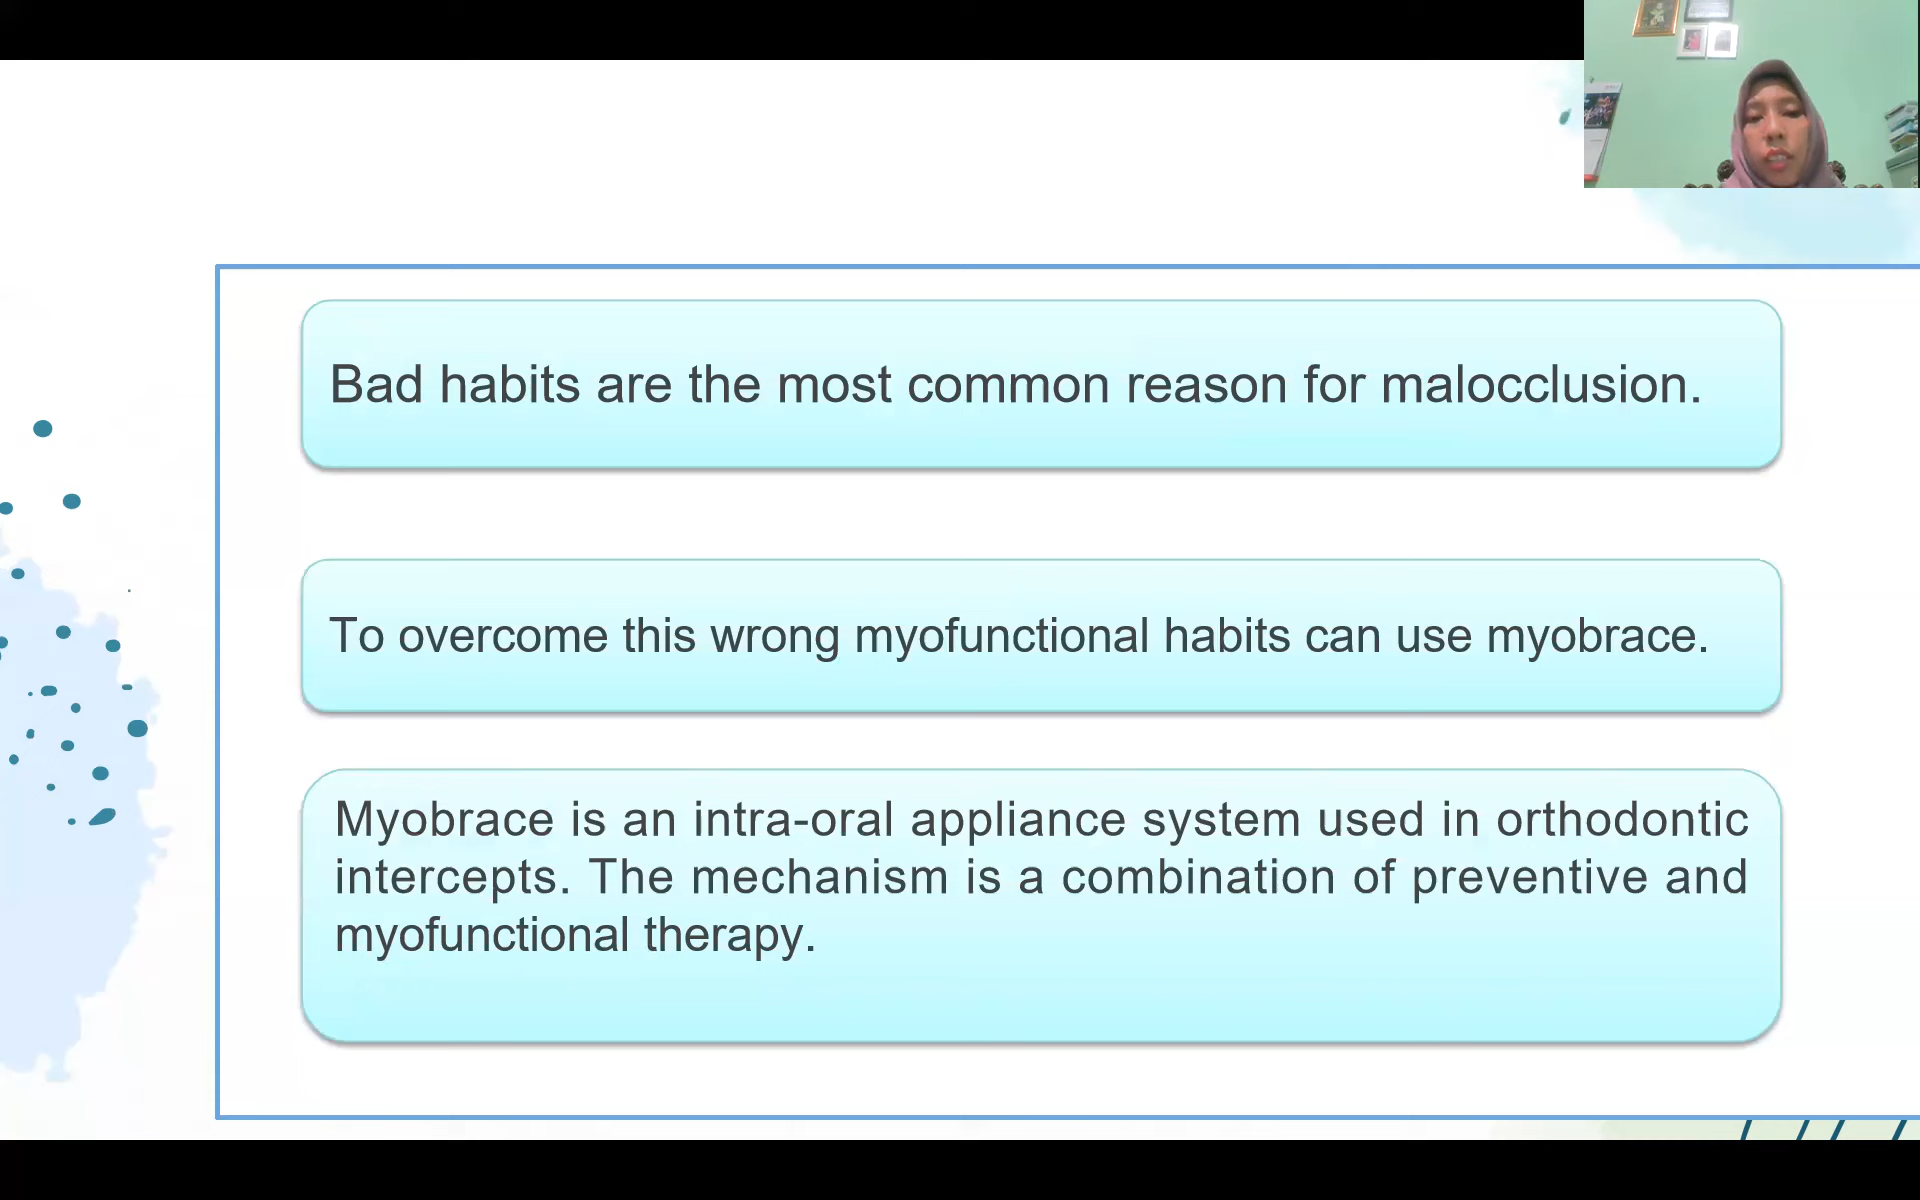 Bad habits are the most common reason for malocclusion.
To overcome this wrong myofunctional habits can use myobrace.
Myobrace is an intra-oral appliance system used in orthodontic
intercepts. The mechanism is a combination of preventive and
myofunctional therapy.